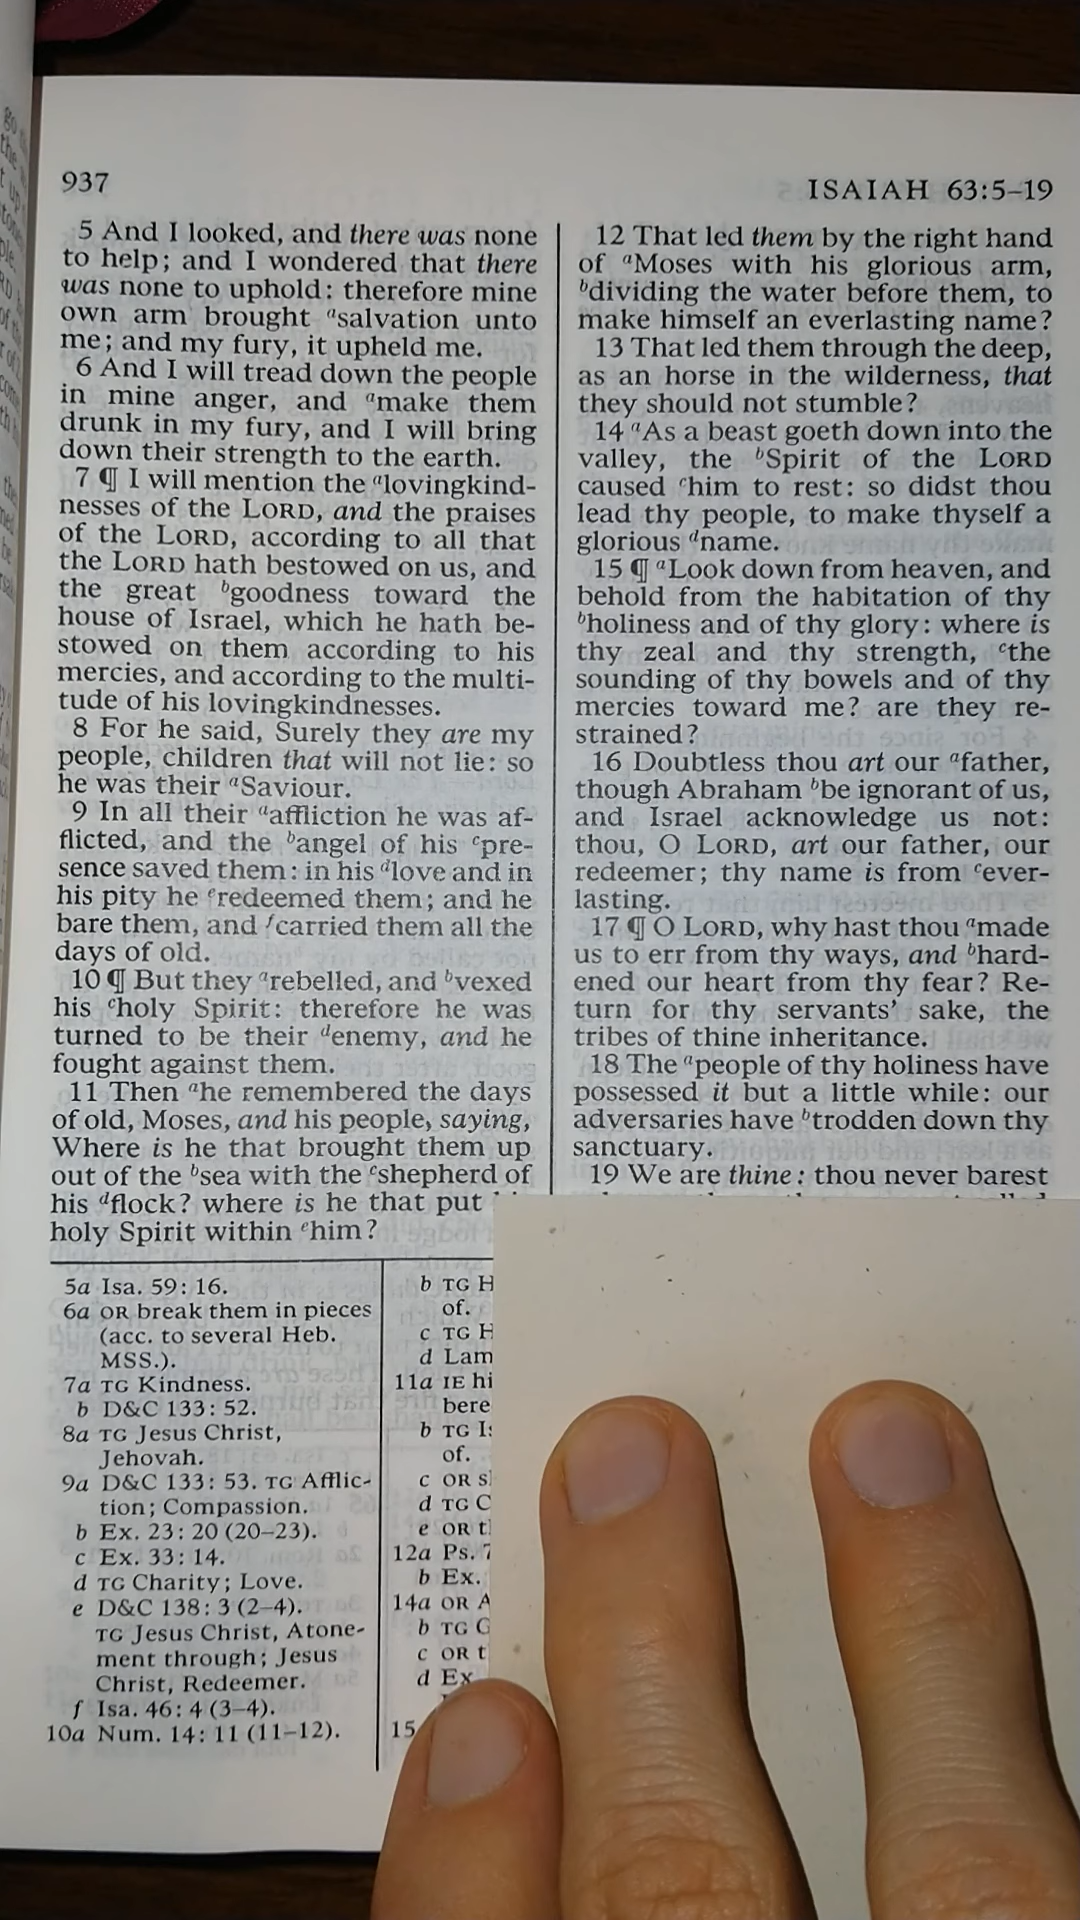 937
ISAIAH 63:5–19
5 And I looked, and there was none
to help; and I wondered that there
was none to uphold: therefore mine
own arm brought ᵃsalvation unto
me; and my fury, it upheld me.
6 And I will tread down the people
in mine anger, and ᵃmake them
drunk in my fury, and I will bring
down their strength to the earth.
7 ¶ I will mention the ᵃlovingkind-
nesses of the LORD, and the praises
of the LORD, according to all that
the LORD hath bestowed on us, and
the great ᵇgoodness toward the
house of Israel, which he hath be-
stowed on them according to his
mercies, and according to the multi-
tude of his lovingkindnesses.
8 For he said, Surely they are my
people, children that will not lie: so
he was their ᵃSaviour.
9 In all their ᵃaffliction he was af-
flicted, and the ᵇangel of his ᶜpre-
sence saved them: in his ᵈlove and in
his pity he ᵉredeemed them; and he
bare them, and ᶠcarried them all the
days of old.
10 ¶ But they ᵃrebelled, and ᵇvexed
his ᶜholy Spirit: therefore he was
turned to be their ᵈenemy, and he
fought against them.
11 Then ᵃhe remembered the days
of old, Moses, and his people, saying,
Where is he that brought them up
out of the ᵇsea with the ᶜshepherd of
his ᵈflock? where is he that put
holy Spirit within ᵉhim?
12 That led them by the right hand
of ᵃMoses with his glorious arm,
ᵇdividing the water before them, to
make himself an everlasting name?
13 That led them through the deep,
as an horse in the wilderness, that
they should not stumble?
14 ᵃAs a beast goeth down into the
valley, the ᵇSpirit of the LORD
caused ᶜhim to rest: so didst thou
lead thy people, to make thyself a
glorious ᵈname.
15 ¶ ᵃLook down from heaven, and
behold from the habitation of thy
ᵇholiness and of thy glory: where is
thy zeal and thy strength, ᶜthe
sounding of thy bowels and of thy
mercies toward me? are they re-
strained?
16 Doubtless thou art our ᵃfather,
though Abraham ᵇbe ignorant of us,
and Israel acknowledge us not:
thou, O LORD, art our father, our
redeemer; thy name is from ᶜever-
lasting.
17 ¶ O LORD, why hast thou ᵃmade
us to err from thy ways, and ᵇhard-
ened our heart from thy fear? Re-
turn for thy servants’ sake, the
tribes of thine inheritance.
18 The ᵃpeople of thy holiness have
possessed it but a little while: our
adversaries have ᵇtrodden down thy
sanctuary.
19 We are thine: thou never barest
5a Isa. 59: 16.
6a OR break them in pieces
(acc. to several Heb.
MSS.).
7a TG Kindness.
b D&C 133: 52.
8a TG Jesus Christ,
Jehovah.
9a D&C 133: 53. TG Afflic-
tion; Compassion.
b Ex. 23: 20 (20–23).
c Ex. 33: 14.
d TG Charity; Love.
e D&C 138: 3 (2–4).
TG Jesus Christ, Atone-
ment through; Jesus
Christ, Redeemer.
f Isa. 46: 4 (3–4).
10a Num. 14: 11 (11–12).
b TG H
of.
c TG H
d Lam
11a IE hi
bere
b TG I
of.
c OR s
d TG C
e OR t
12a Ps. 7
b Ex.
14a OR A
b TG G
c OR t
d Ex
15